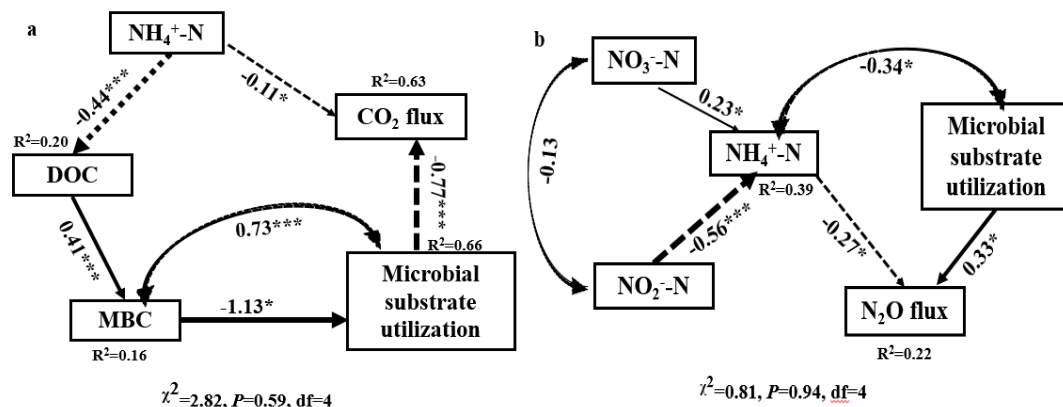 a
NH₄⁺-N
-0.44***
-0.11*
R²=0.63
CO₂ flux
R²=0.20
DOC
0.41***
0.73***
-0.77****
R²=0.66
Microbial
substrate
utilization
MBC
-1.13*
R²=0.16
χ²=2.82, P=0.59, df=4
b
NO₃⁻-N
-0.34*
0.23*
Microbial
substrate
utilization
NH₄⁺-N
R²=0.39
-0.13
-0.56***
-0.27*
0.33*
NO₂⁻-N
N₂O flux
R²=0.22
χ²=0.81, P=0.94, df=4